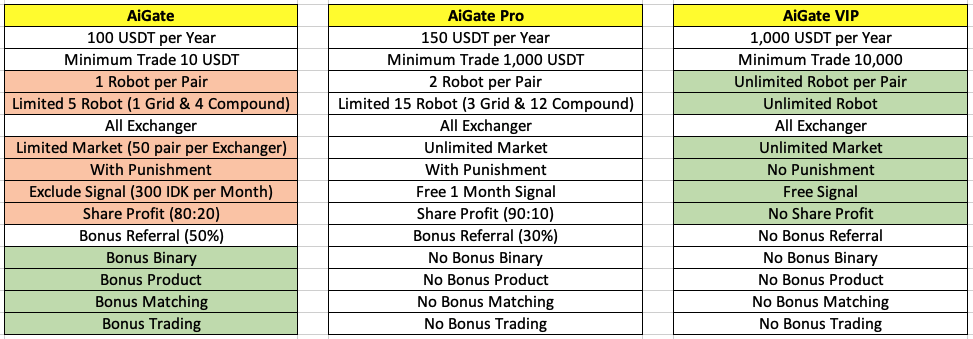 AiGate
100 USDT per Year
Minimum Trade 10 USDT
1 Robot per Pair
Limited 5 Robot (1 Grid & 4 Compound)
All Exchanger
Limited Market (50 pair per Exchanger)
With Punishment
Exclude Signal (300 IDK per Month)
Share Profit (80:20)
Bonus Referral (50%)
Bonus Binary
Bonus Product
Bonus Matching
Bonus Trading
AiGate Pro
150 USDT per Year
Minimum Trade 1,000 USDT
2 Robot per Pair
Limited 15 Robot (3 Grid & 12 Compound)
All Exchanger
Unlimited Market
With Punishment
Free 1 Month Signal
Share Profit (90:10)
Bonus Referral (30%)
No Bonus Binary
No Bonus Product
No Bonus Matching
No Bonus Trading
AiGate VIP
1,000 USDT per Year
Minimum Trade 10,000
Unlimited Robot per Pair
Unlimited Robot
All Exchanger
Unlimited Market
No Punishment
Free Signal
No Share Profit
No Bonus Referral
No Bonus Binary
No Bonus Product
No Bonus Matching
No Bonus Trading